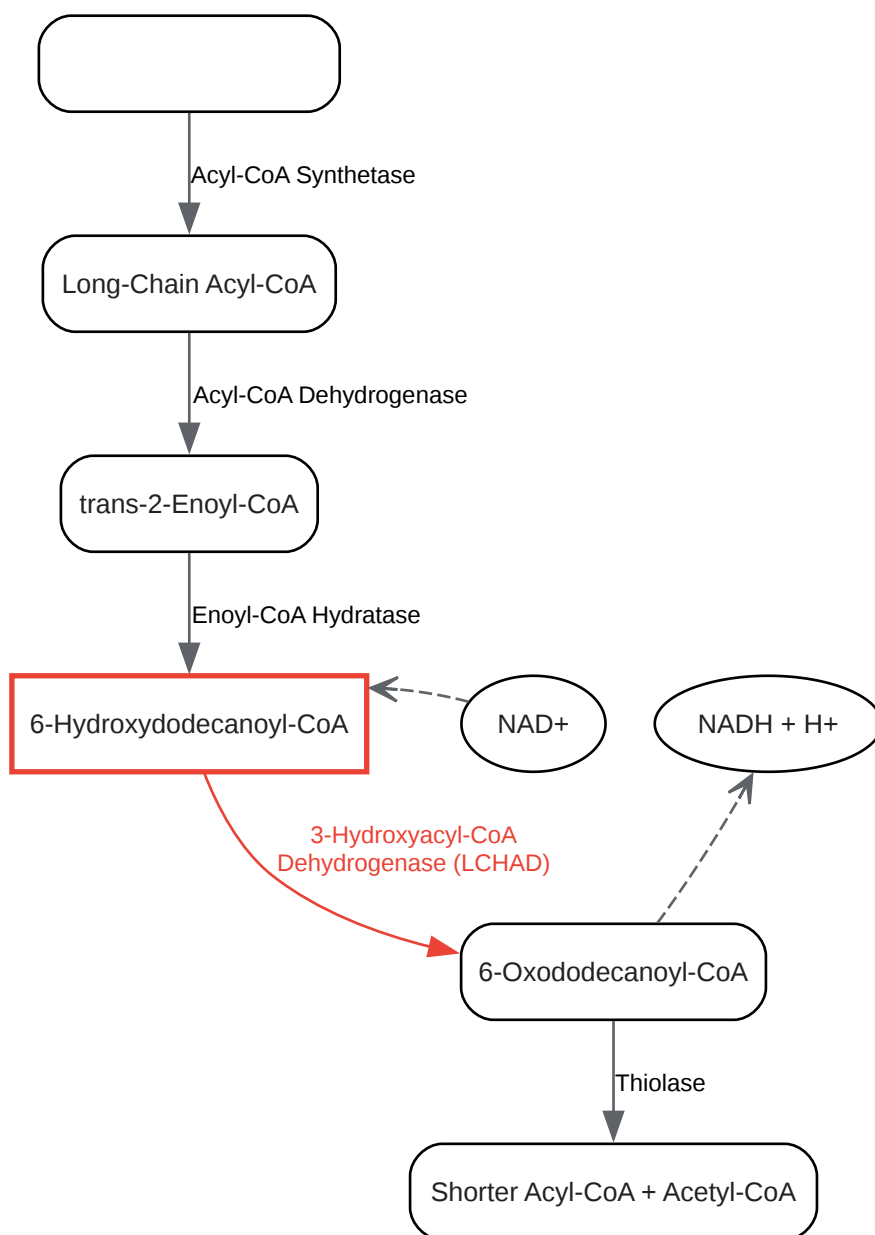 Acyl-CoA Synthetase
Long-Chain Acyl-CoA
Acyl-CoA Dehydrogenase
trans-2-Enoyl-CoA
Enoyl-CoA Hydratase
6-Hydroxydodecanoyl-CoA
NAD+
NADH + H+
3-Hydroxyacyl-CoA
Dehydrogenase (LCHAD)
6-Oxododecanoyl-CoA
Thiolase
Shorter Acyl-CoA + Acetyl-CoA